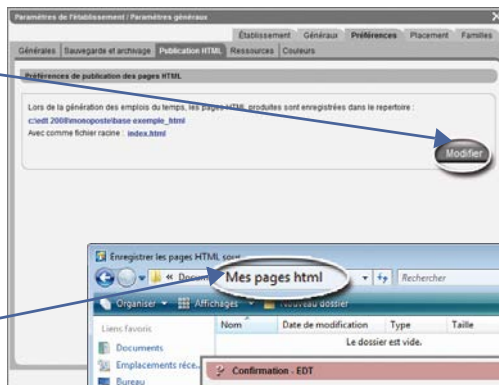 Paramètres de l'établissement / Paramètres généraux
Établissement Généraux Préférences Placement Familles
Générales Sauvegarde et archivage Publication HTML Ressources Couleurs
Préférences de publication des pages HTML
Lors de la génération des emplois du temps, les pages HTML produites sont enregistrées dans le repertoire :
c:\edt 2008\monoposte\base exemple_html
Avec comme fichier racine : index.html
Modifier
Enregistrer les pages HTML sous
« Docum Mes pages html Rechercher
Organiser Affichages Nouveau dossier
Liens favoris Nom Date de modification Type Taille
Documents Le dossier est vide.
Emplacements réce...
Bureau Confirmation - EDT